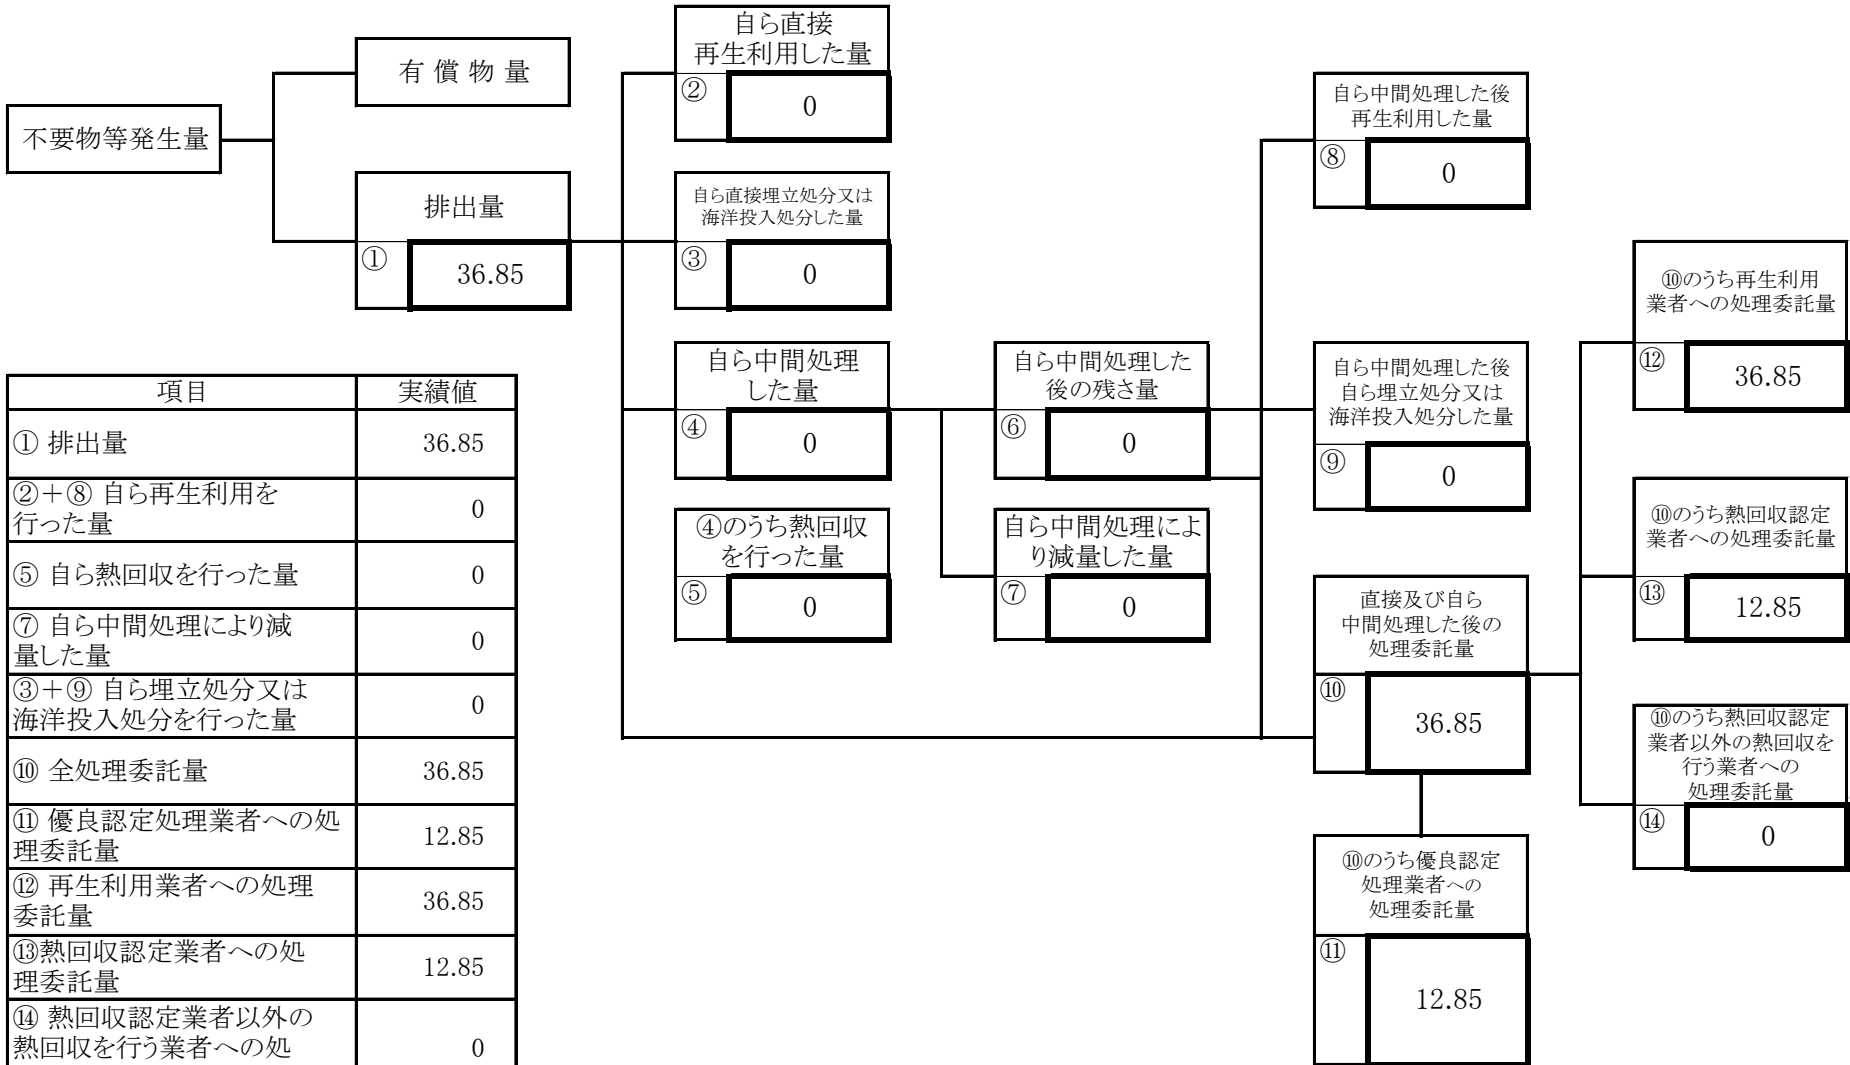 不要物等発生量
有 償 物 量
排出量
①
36.85
自ら直接
再生利用した量
②
0
自ら直接埋立処分又は
海洋投入処分した量
③
0
自ら中間処理
した量
④
0
④のうち熱回収
を行った量
⑤
0
自ら中間処理した
後の残さ量
⑥
0
自ら中間処理によ
り減量した量
⑦
0
自ら中間処理した後
再生利用した量
⑧
0
自ら中間処理した後
自ら埋立処分又は
海洋投入処分した量
⑨
0
直接及び自ら
中間処理した後の
処理委託量
⑩
36.85
⑩のうち優良認定
処理業者への
処理委託量
⑪
12.85
⑩のうち再生利用
業者への処理委託量
⑫
36.85
⑩のうち熱回収認定
業者への処理委託量
⑬
12.85
⑩のうち熱回収認定
業者以外の熱回収を
行う業者への
処理委託量
⑭
0
項目 実績値
① 排出量 36.85
②＋⑧ 自ら再生利用を
行った量 0
⑤ 自ら熱回収を行った量 0
⑦ 自ら中間処理により減
量した量 0
③＋⑨ 自ら埋立処分又は
海洋投入処分を行った量 0
⑩ 全処理委託量 36.85
⑪ 優良認定処理業者への処
理委託量 12.85
⑫ 再生利用業者への処理
委託量 36.85
⑬熱回収認定業者への処
理委託量 12.85
⑭ 熱回収認定業者以外の
熱回収を行う業者への処 0